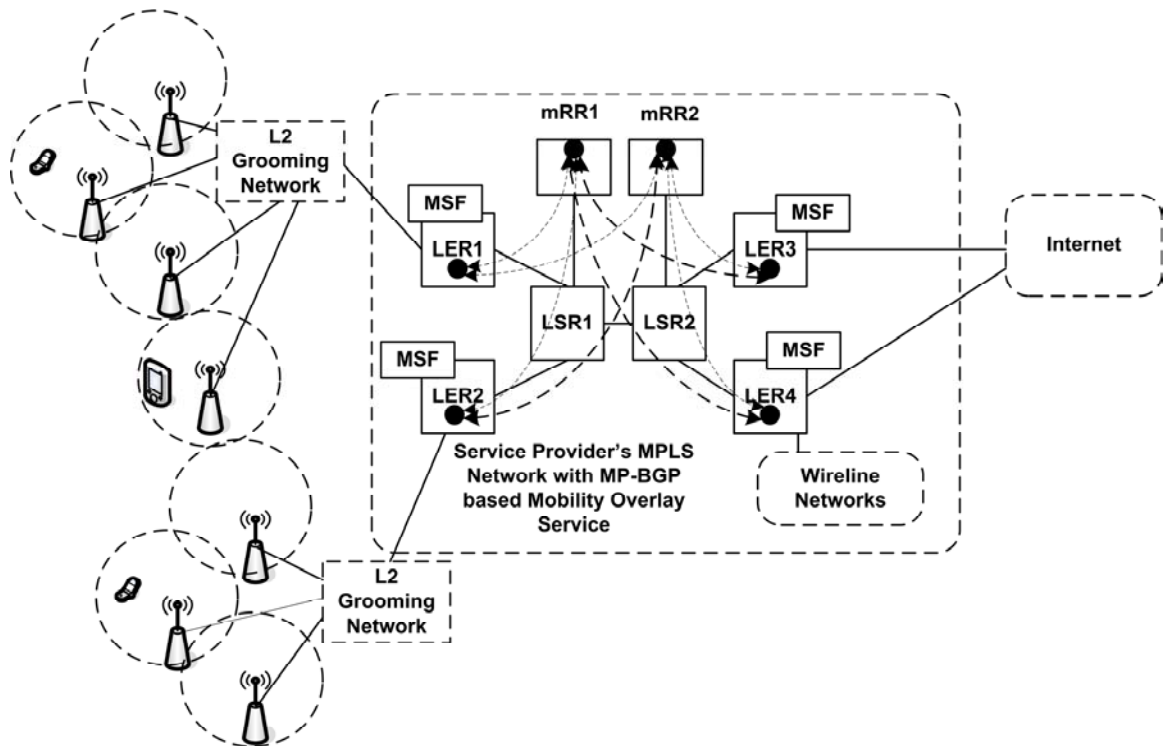 mRR1
mRR2
L2
Grooming
Network
MSF
LER1
MSF
LER3
Internet
LSR1
LSR2
MSF
LER2
MSF
LER4
Service Provider's MPLS
Network with MP-BGP
based Mobility Overlay
Service
Wireline
Networks
L2
Grooming
Network